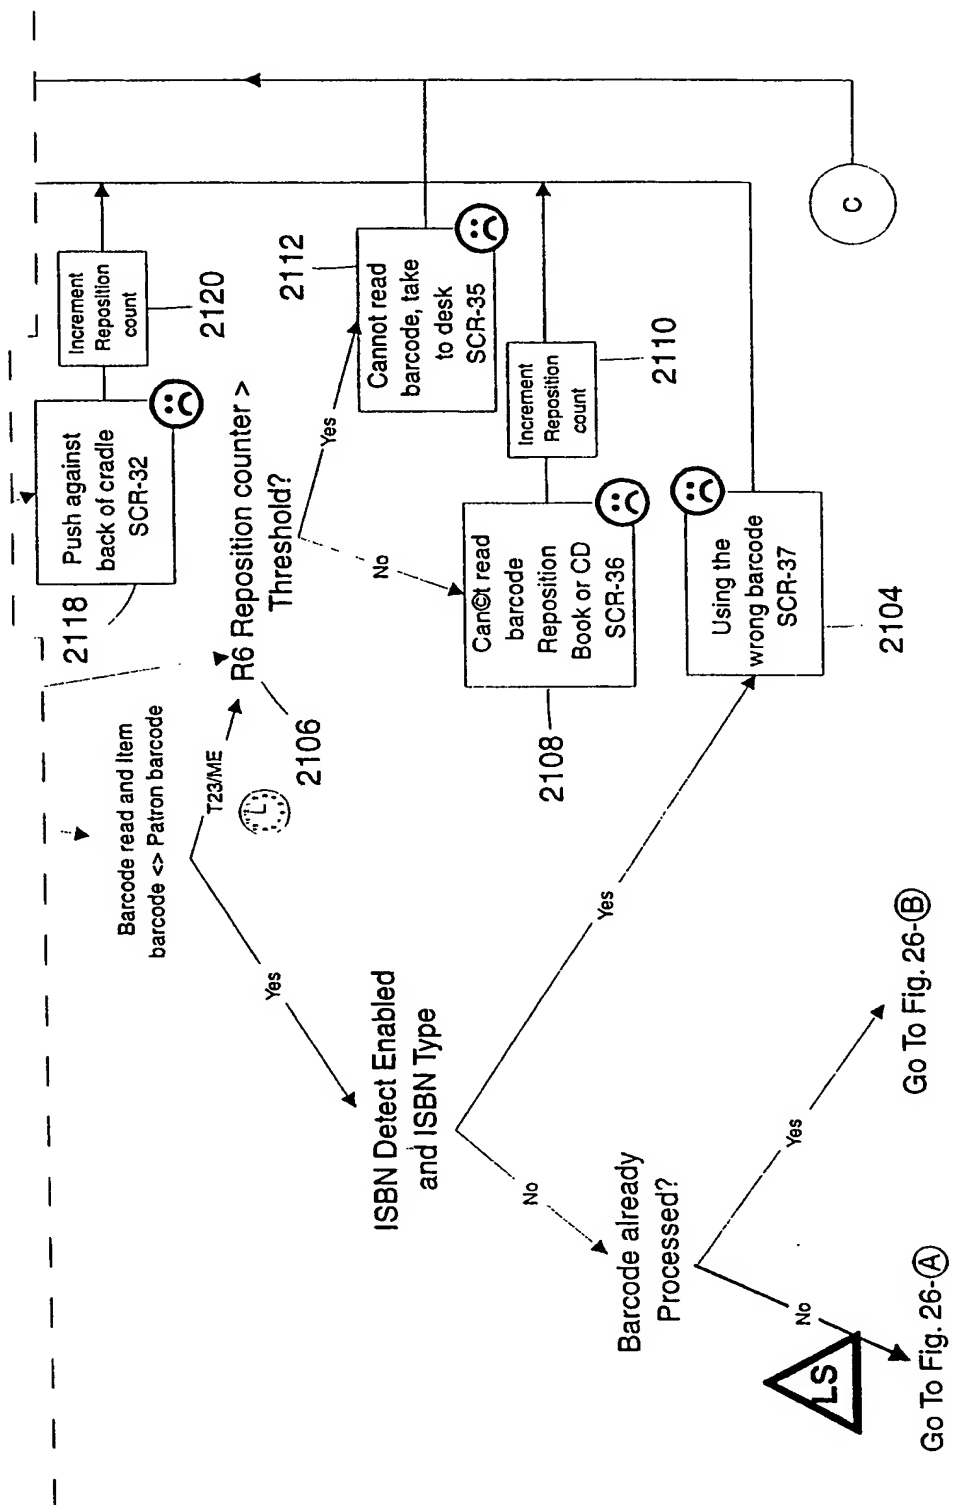 Push against
back of cradle
SCR-32
2118
Increment
Reposition
count
2120
Barcode read and Item
barcode <> Patron barcode
T23/ME
L
Yes
R6 Reposition counter >
Threshold?
2106
Yes
No
Cannot read
barcode, take
to desk
SCR-35
2112
Can©t read
barcode
Reposition
Book or CD
SCR-36
2108
Increment
Reposition
count
2110
ISBN Detect Enabled
and ISBN Type
Yes
No
Using the
wrong barcode
SCR-37
2104
Barcode already
Processed?
Yes
No
LS
Go To Fig. 26-Ⓐ
Go To Fig. 26-Ⓑ
C